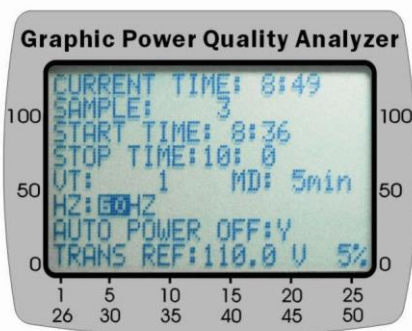 Graphic Power Quality Analyzer
CURRENT TIME: 8:49
SAMPLE: 3
START TIME: 8:36
STOP TIME:10: 0
VT: 1 MD: 5min
HZ:60HZ
AUTO POWER OFF:Y
TRANS REF:110.0 V 5%
100 100
50 50
0 0
1 5 10 15 20 25
26 30 35 40 45 50